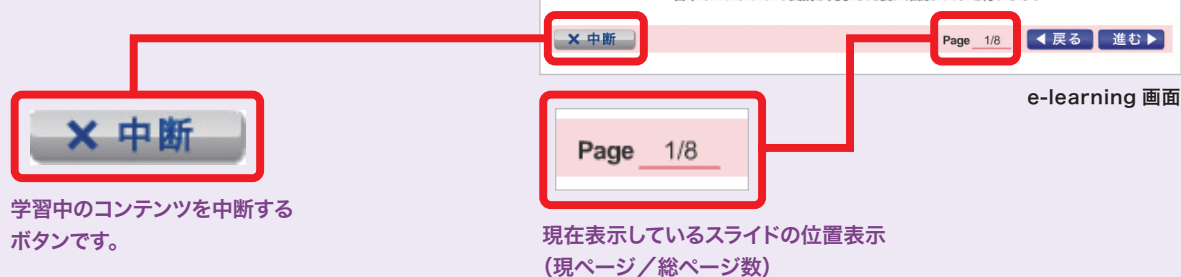 × 中断
Page 1/8
◀ 戻る
進む ▶
e-learning 画面
× 中断
Page 1/8
学習中のコンテンツを中断する
ボタンです。
現在表示しているスライドの位置表示
（現ページ／総ページ数）